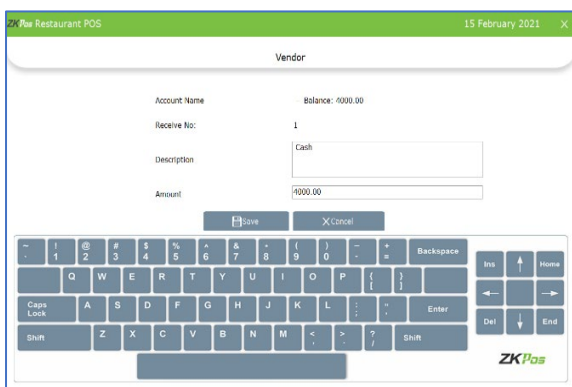 ZKPos Restaurant POS 15 February 2021 X
Vendor
Account Name Balance: 4000.00
Receive No: 1
Description Cash
Amount 4000.00
Save X Cancel
~ ! @ # $ % ^ & * ( ) _ + Backspace
` 1 2 3 4 5 6 7 8 9 0 - =
Q W E R T Y U I O P { }
[ ]
Caps Lock A S D F G H J K L : " Enter
; '
Shift Z X C V B N M < > ? Shift
, . /
Ins Home
Del End
ZKPos